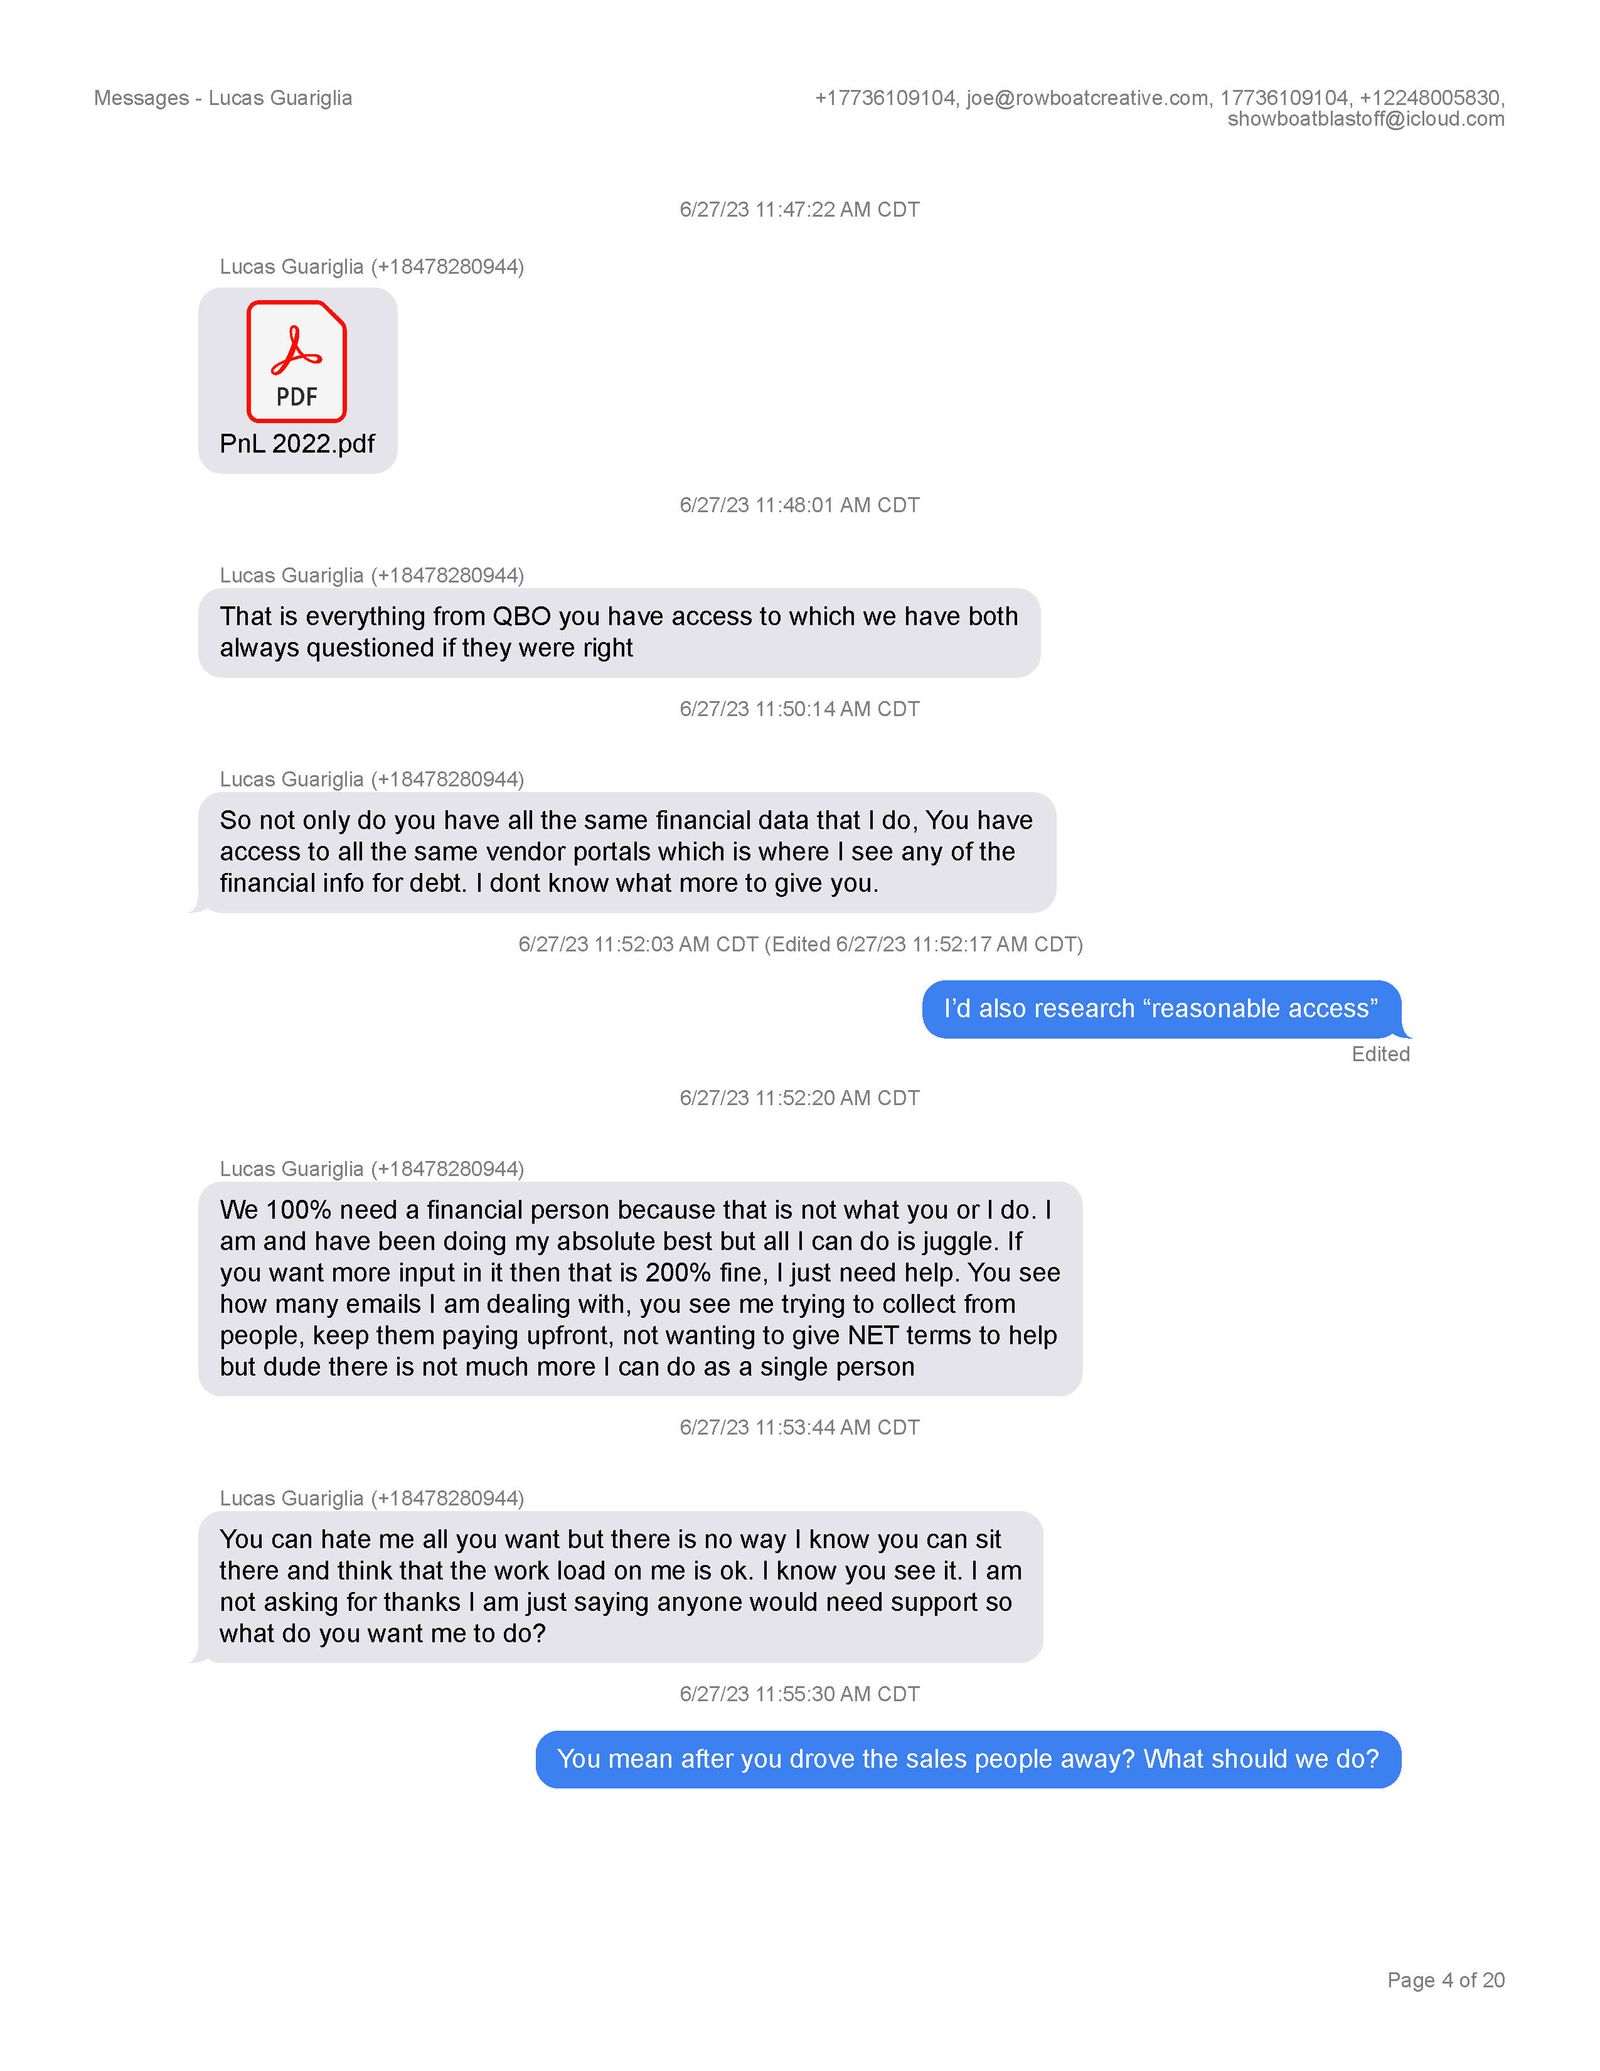 Messages - Lucas Guariglia
+17736109104, joe@rowboatcreative.com, 17736109104, +12248005830,
showboatblastoff@icloud.com
6/27/23 11:47:22 AM CDT
Lucas Guariglia (+18478280944)
PDF
PnL 2022.pdf
6/27/23 11:48:01 AM CDT
Lucas Guariglia (+18478280944)
That is everything from QBO you have access to which we have both
always questioned if they were right
6/27/23 11:50:14 AM CDT
Lucas Guariglia (+18478280944)
So not only do you have all the same financial data that I do, You have
access to all the same vendor portals which is where I see any of the
financial info for debt. I dont know what more to give you.
6/27/23 11:52:03 AM CDT (Edited 6/27/23 11:52:17 AM CDT)
I’d also research “reasonable access”
Edited
6/27/23 11:52:20 AM CDT
Lucas Guariglia (+18478280944)
We 100% need a financial person because that is not what you or I do. I
am and have been doing my absolute best but all I can do is juggle. If
you want more input in it then that is 200% fine, I just need help. You see
how many emails I am dealing with, you see me trying to collect from
people, keep them paying upfront, not wanting to give NET terms to help
but dude there is not much more I can do as a single person
6/27/23 11:53:44 AM CDT
Lucas Guariglia (+18478280944)
You can hate me all you want but there is no way I know you can sit
there and think that the work load on me is ok. I know you see it. I am
not asking for thanks I am just saying anyone would need support so
what do you want me to do?
6/27/23 11:55:30 AM CDT
You mean after you drove the sales people away? What should we do?
Page 4 of 20